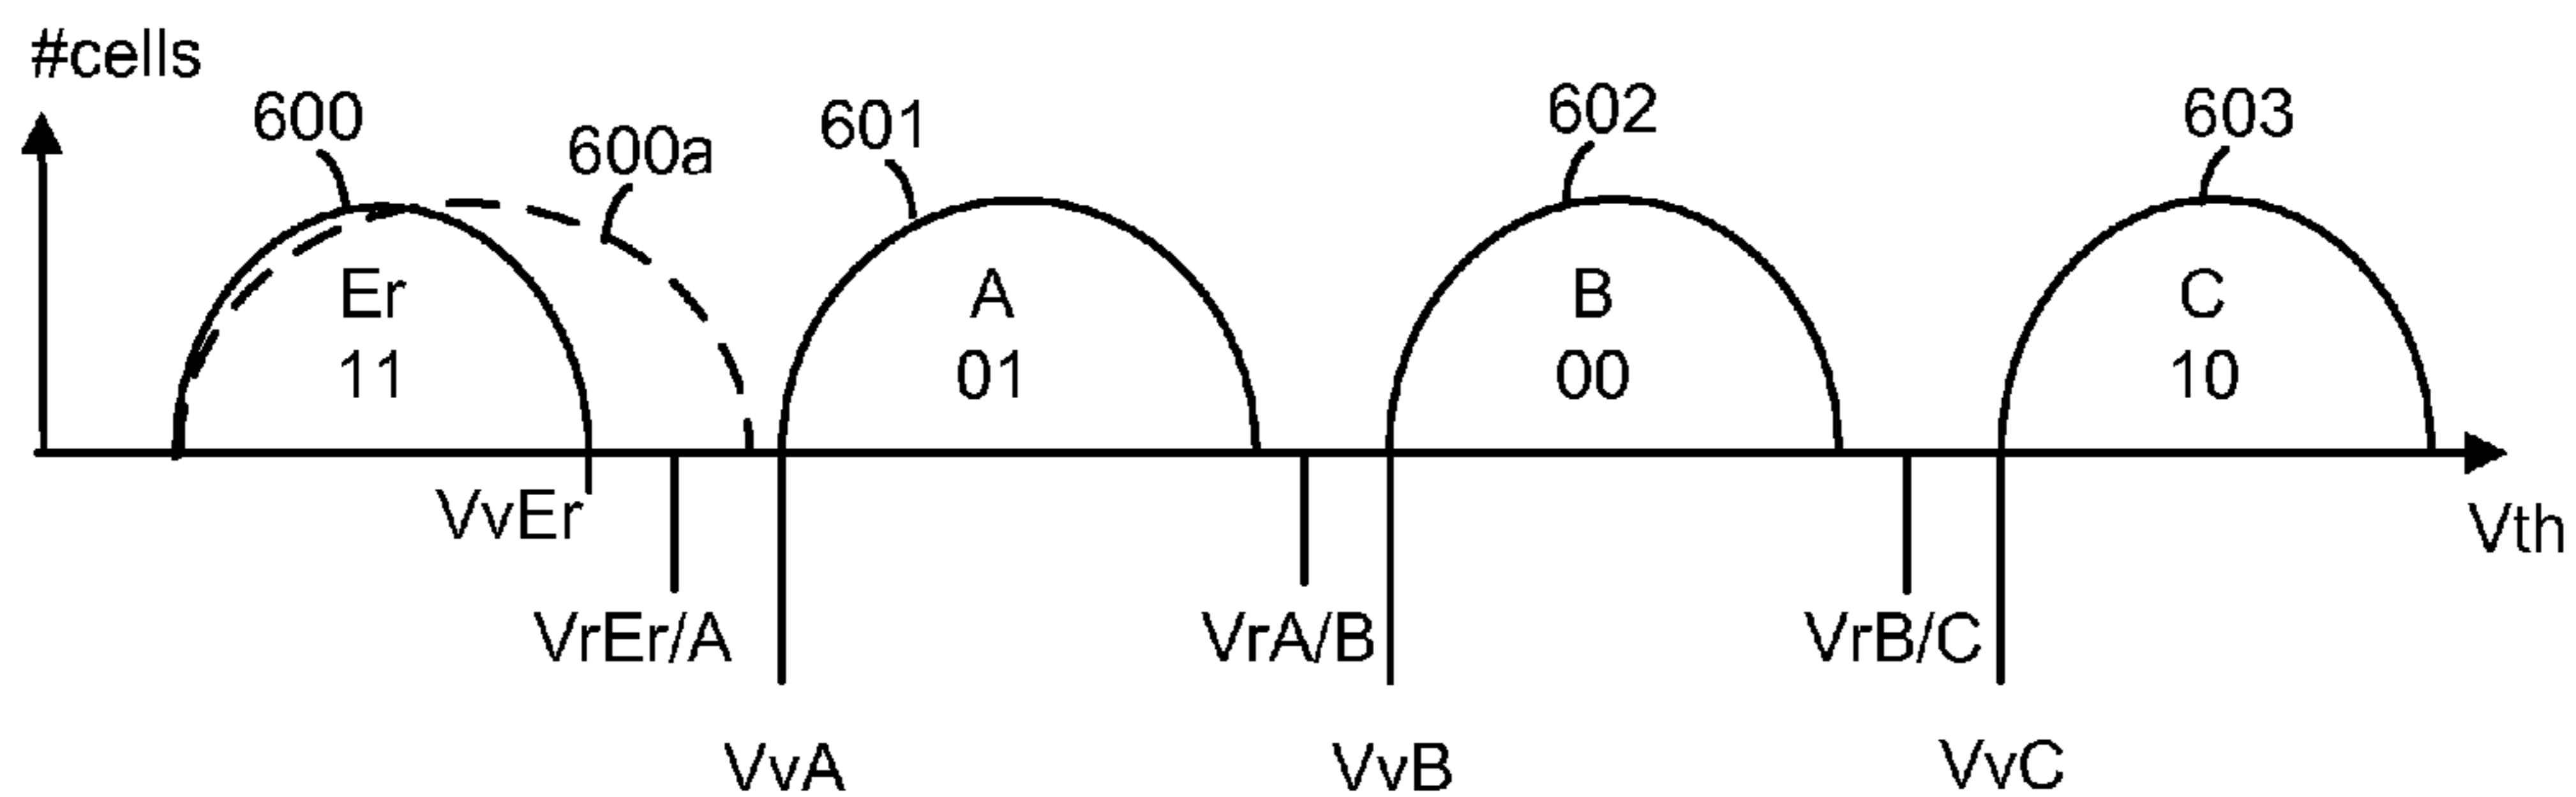 #cells
600
600a
601
602
603
Er
11
A
01
B
00
C
10
VvEr
Vth
VrEr/A
VrA/B
VrB/C
VvA
VvB
VvC